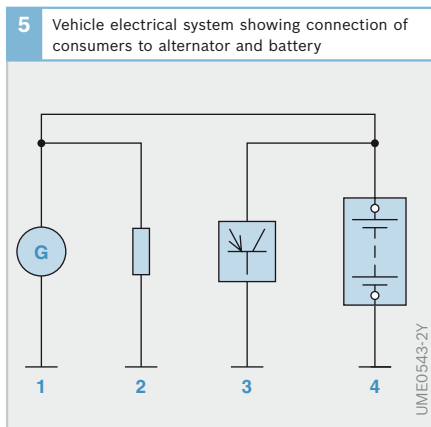 5 Vehicle electrical system showing connection of
consumers to alternator and battery
G
1 2 3 4
UME0543-2Y